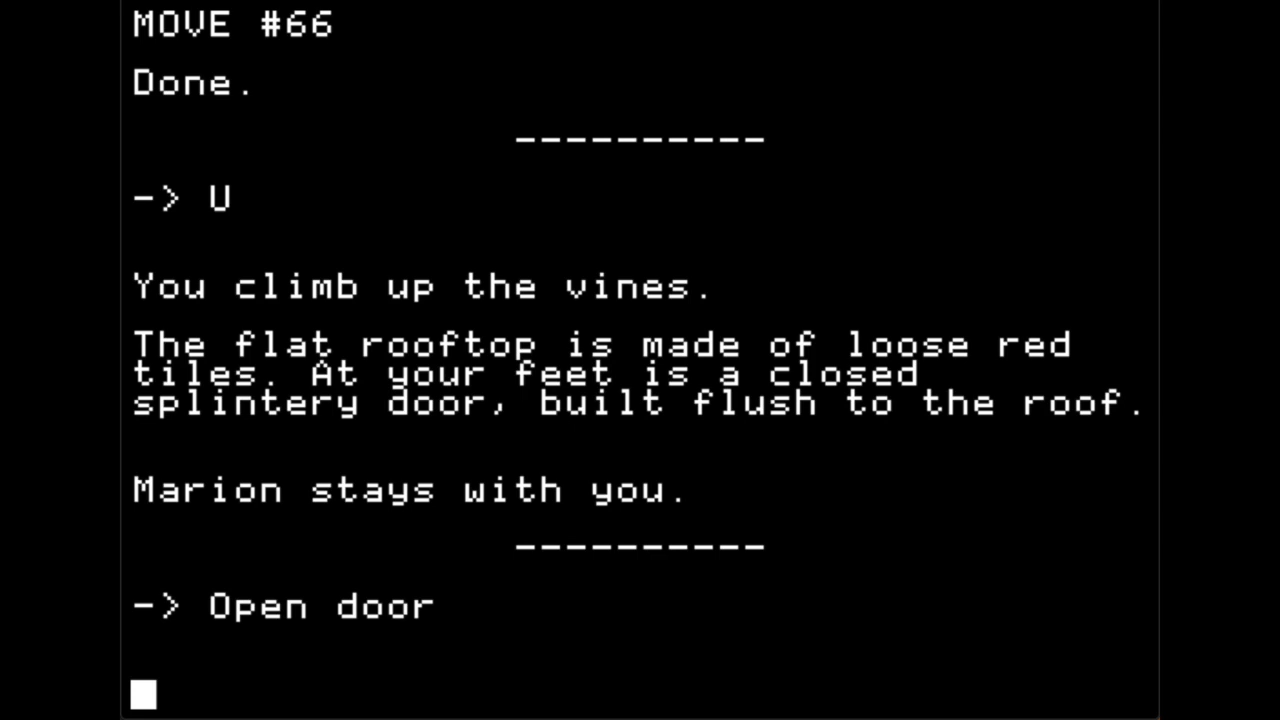 MOVE #66
Done.
----------
-> U
You climb up the vines.
The flat rooftop is made of loose red
tiles. At your feet is a closed
splintery door, built flush to the roof.
Marion stays with you.
----------
-> Open door